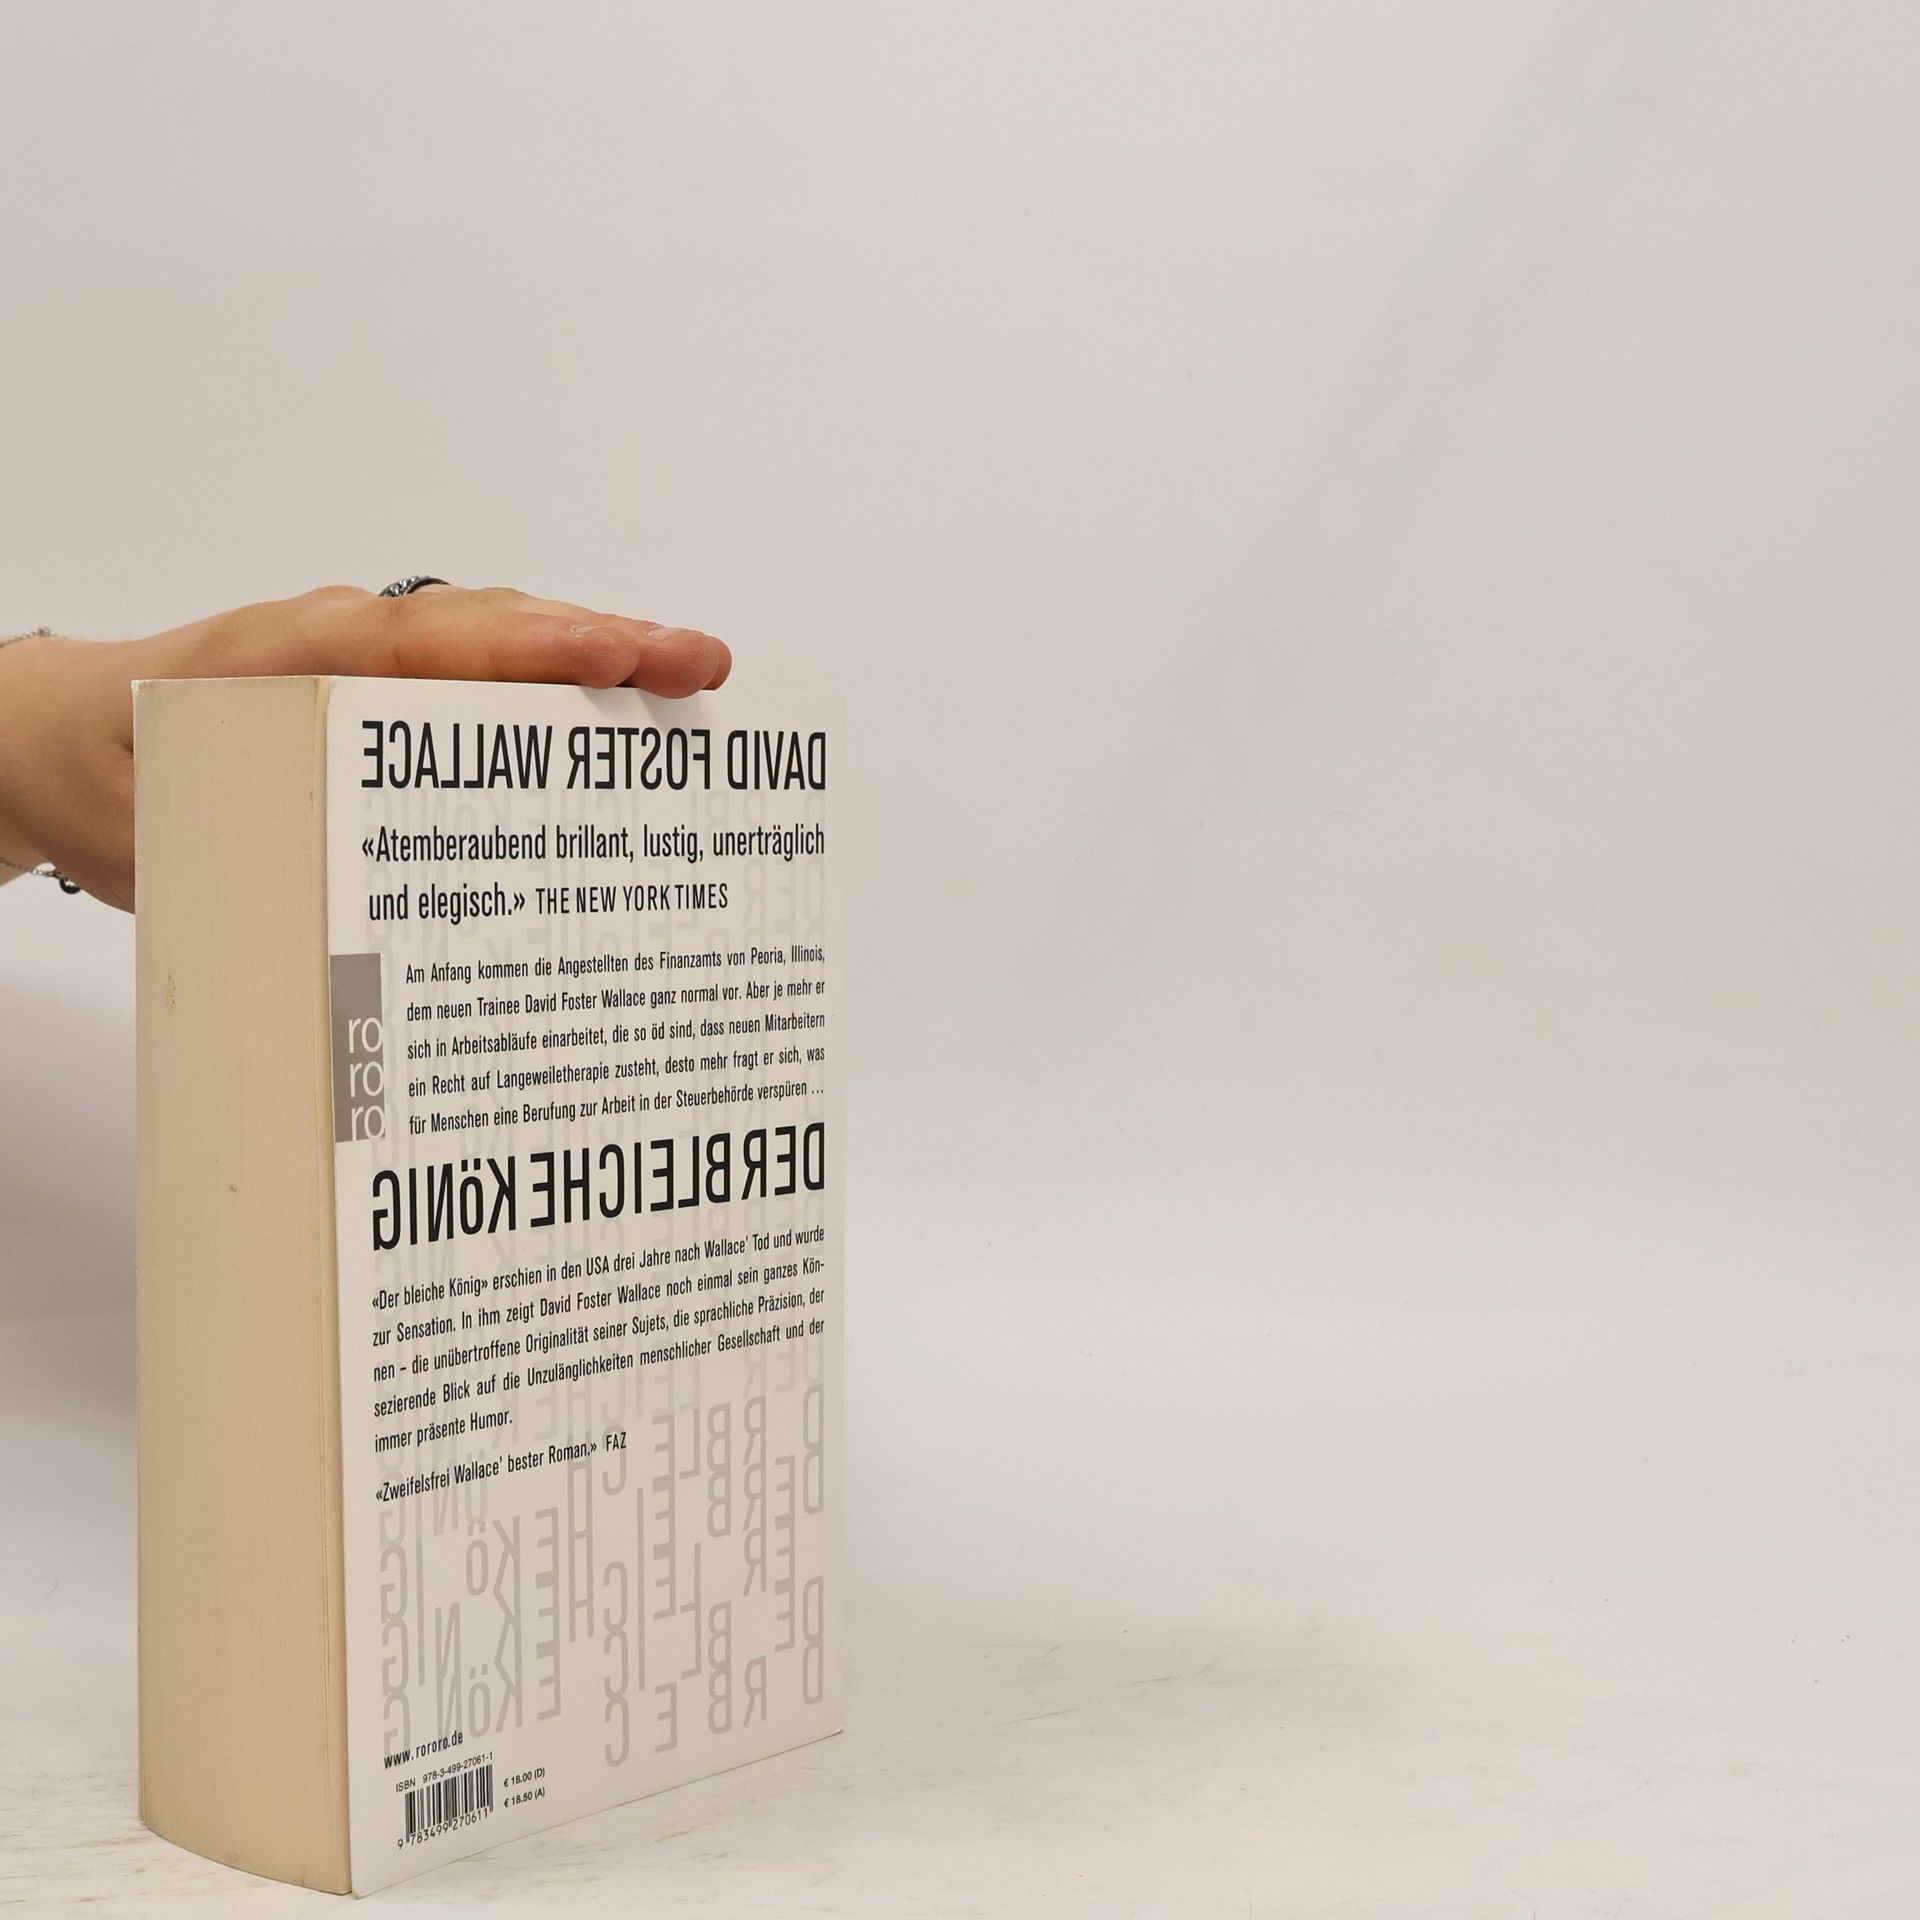 DAVID FOSTER WALLACE
«Atemberaubend brillant, lustig, unerträglich
und elegisch.» THE NEW YORK TIMES
ro
ro
ro
Am Anfang kommen die Angestellten des Finanzamts von Peoria, Illinois,
dem neuen Trainee David Foster Wallace ganz normal vor. Aber je mehr er
sich in Arbeitsabläufe einarbeitet, die so öd sind, dass neuen Mitarbeitern
ein Recht auf Langeweiletherapie zusteht, desto mehr fragt er sich, was
für Menschen eine Berufung zur Arbeit in der Steuerbehörde verspüren ...
DER BLEICHE KöNIG
«Der bleiche König» erschien in den USA drei Jahre nach Wallace' Tod und wurde
zur Sensation. In ihm zeigt David Foster Wallace noch einmal sein ganzes Kön-
nen – die unübertroffene Originalität seiner Sujets, die sprachliche Präzision, der
sezierende Blick auf die Unzulänglichkeiten menschlicher Gesellschaft und der
immer präsente Humor.
«Zweifelsfrei Wallace' bester Roman.» FAZ
www.rororo.de
ISBN 978-3-499-27061-1
€ 18.00 (D)
€ 18.50 (A)
9 783499 270611